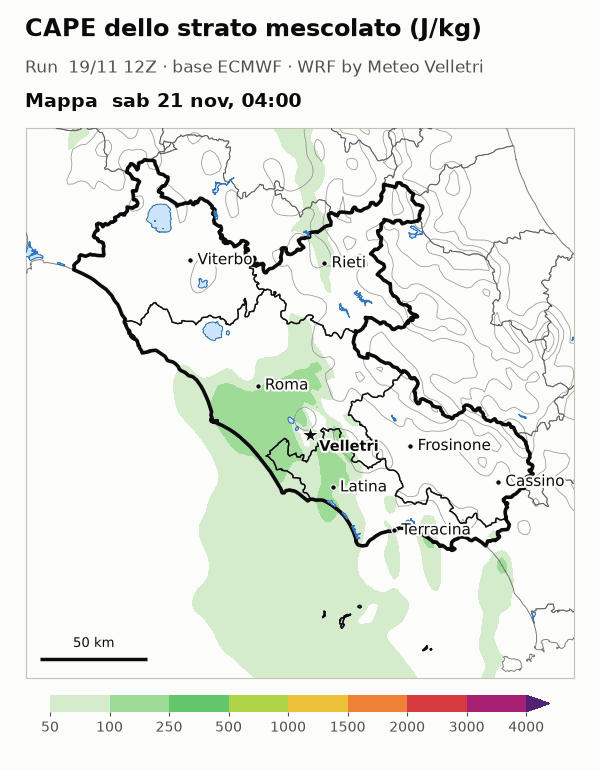 CAPE dello strato mescolato (J/kg)
Run 19/11 12Z · base ECMWF · WRF by Meteo Velletri
Mappa sab 21 nov, 04:00
Viterbo
Rieti
Roma
Velletri
Frosinone
Cassino
Latina
Terracina
50 km
50 100 250 500 1000 1500 2000 3000 4000